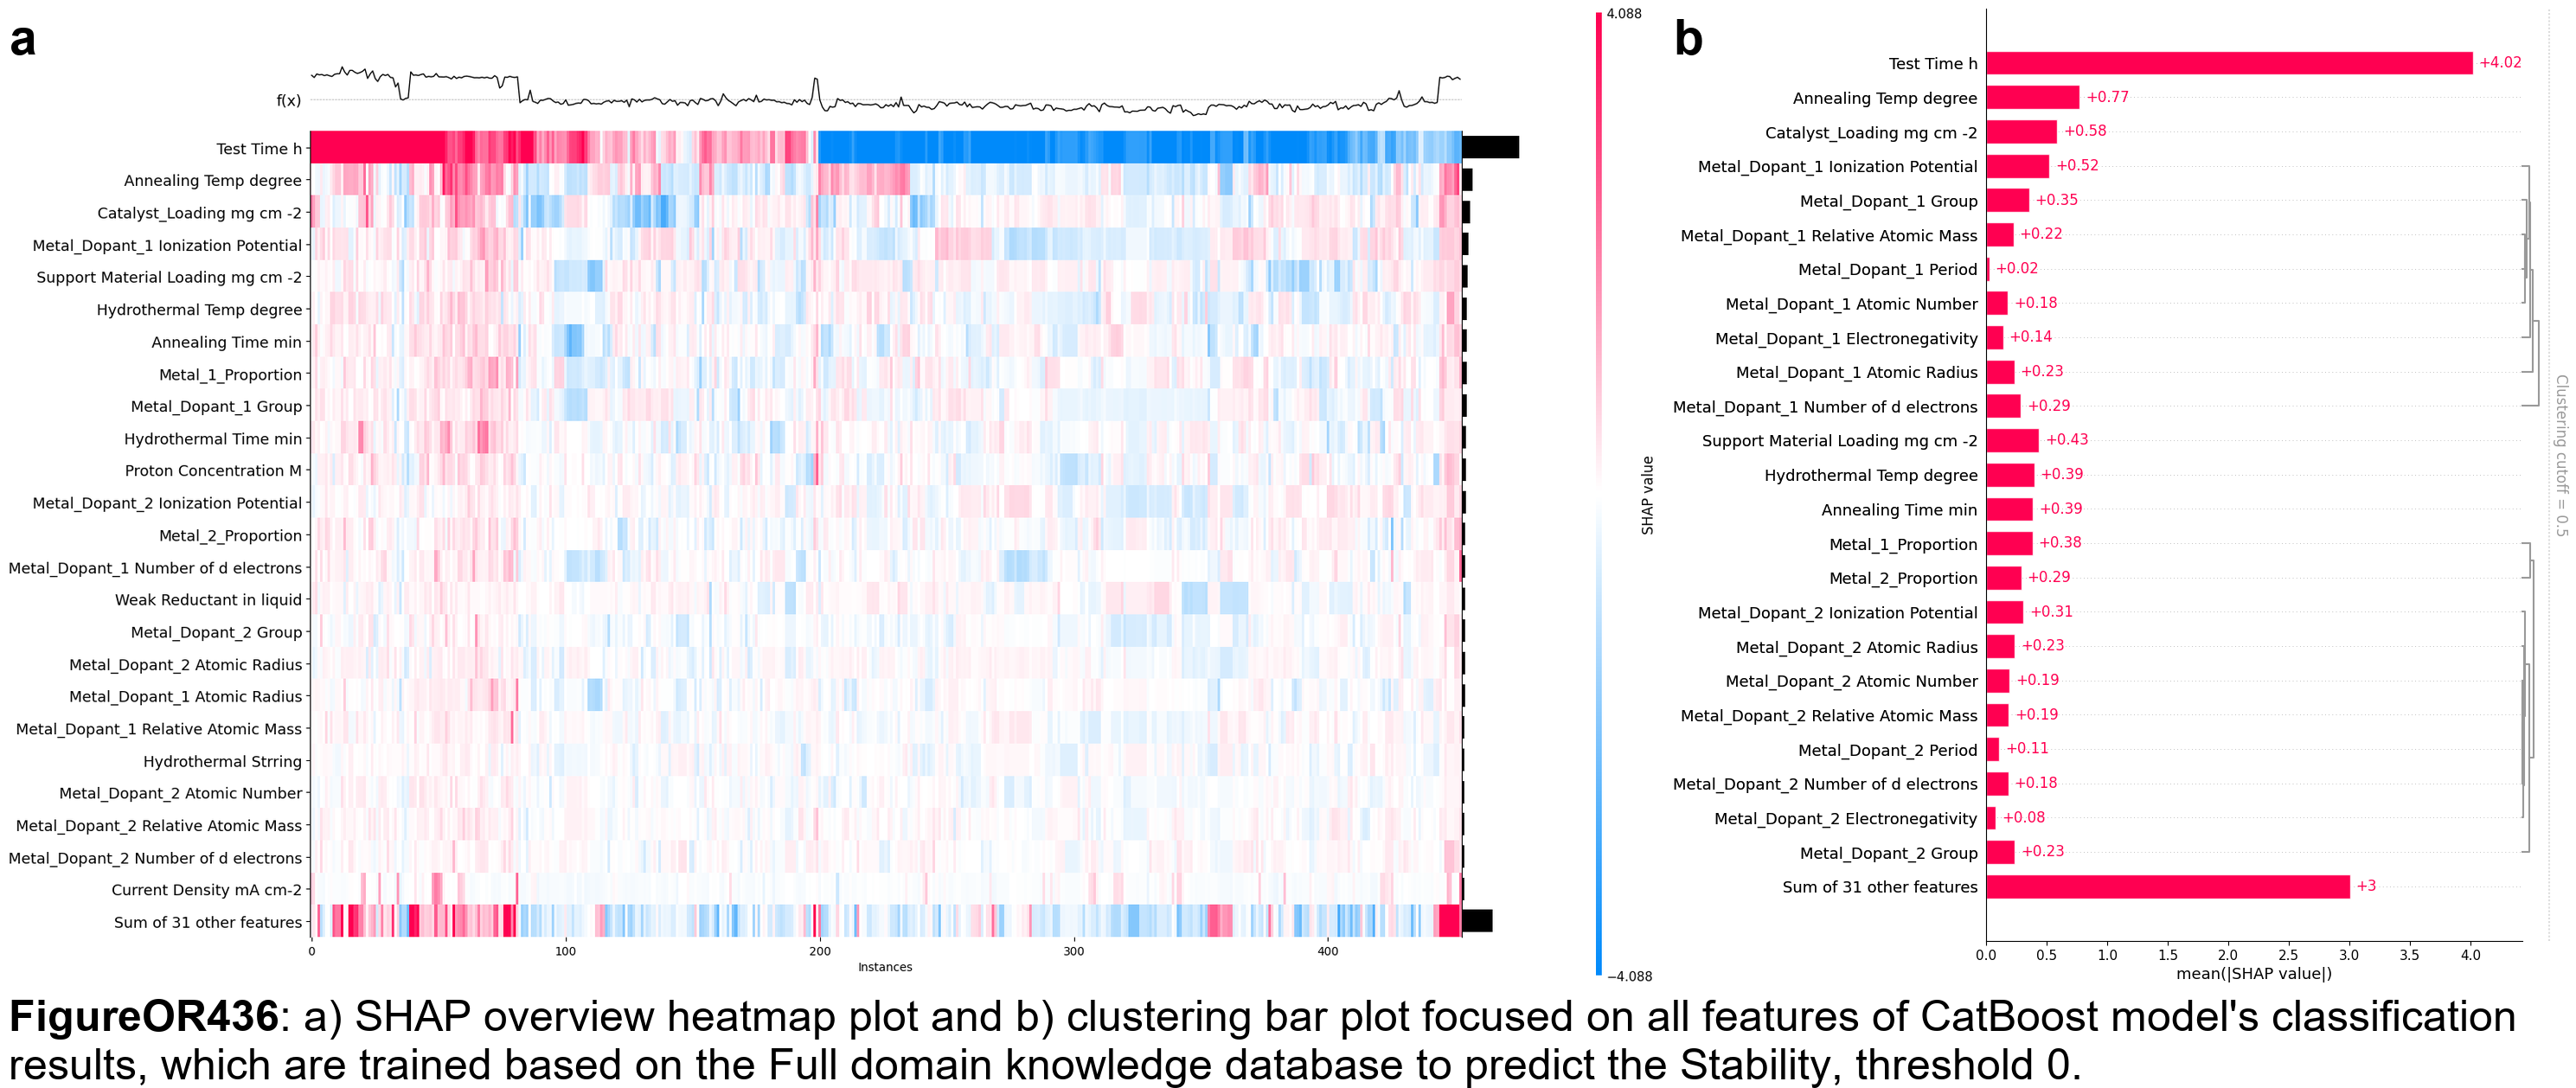 a
f(x)
Test Time h
Annealing Temp degree
Catalyst_Loading mg cm -2
Metal_Dopant_1 Ionization Potential
Support Material Loading mg cm -2
Hydrothermal Temp degree
Annealing Time min
Metal_1_Proportion
Metal_Dopant_1 Group
Hydrothermal Time min
Proton Concentration M
Metal_Dopant_2 Ionization Potential
Metal_2_Proportion
Metal_Dopant_1 Number of d electrons
Weak Reductant in liquid
Metal_Dopant_2 Group
Metal_Dopant_2 Atomic Radius
Metal_Dopant_1 Atomic Radius
Metal_Dopant_1 Relative Atomic Mass
Hydrothermal Strring
Metal_Dopant_2 Atomic Number
Metal_Dopant_2 Relative Atomic Mass
Metal_Dopant_2 Number of d electrons
Current Density mA cm-2
Sum of 31 other features
0 100 200 300 400
Instances
4.088
SHAP value
−4.088
b
Test Time h +4.02
Annealing Temp degree +0.77
Catalyst_Loading mg cm -2 +0.58
Metal_Dopant_1 Ionization Potential +0.52
Metal_Dopant_1 Group +0.35
Metal_Dopant_1 Relative Atomic Mass +0.22
Metal_Dopant_1 Period +0.02
Metal_Dopant_1 Atomic Number +0.18
Metal_Dopant_1 Electronegativity +0.14
Metal_Dopant_1 Atomic Radius +0.23
Metal_Dopant_1 Number of d electrons +0.29
Support Material Loading mg cm -2 +0.43
Hydrothermal Temp degree +0.39
Annealing Time min +0.39
Metal_1_Proportion +0.38
Metal_2_Proportion +0.29
Metal_Dopant_2 Ionization Potential +0.31
Metal_Dopant_2 Atomic Radius +0.23
Metal_Dopant_2 Atomic Number +0.19
Metal_Dopant_2 Relative Atomic Mass +0.19
Metal_Dopant_2 Period +0.11
Metal_Dopant_2 Number of d electrons +0.18
Metal_Dopant_2 Electronegativity +0.08
Metal_Dopant_2 Group +0.23
Sum of 31 other features +3
0.0 0.5 1.0 1.5 2.0 2.5 3.0 3.5 4.0
mean(|SHAP value|)
Clustering cutoff = 0.5
FigureOR436: a) SHAP overview heatmap plot and b) clustering bar plot focused on all features of CatBoost model's classification
results, which are trained based on the Full domain knowledge database to predict the Stability, threshold 0.